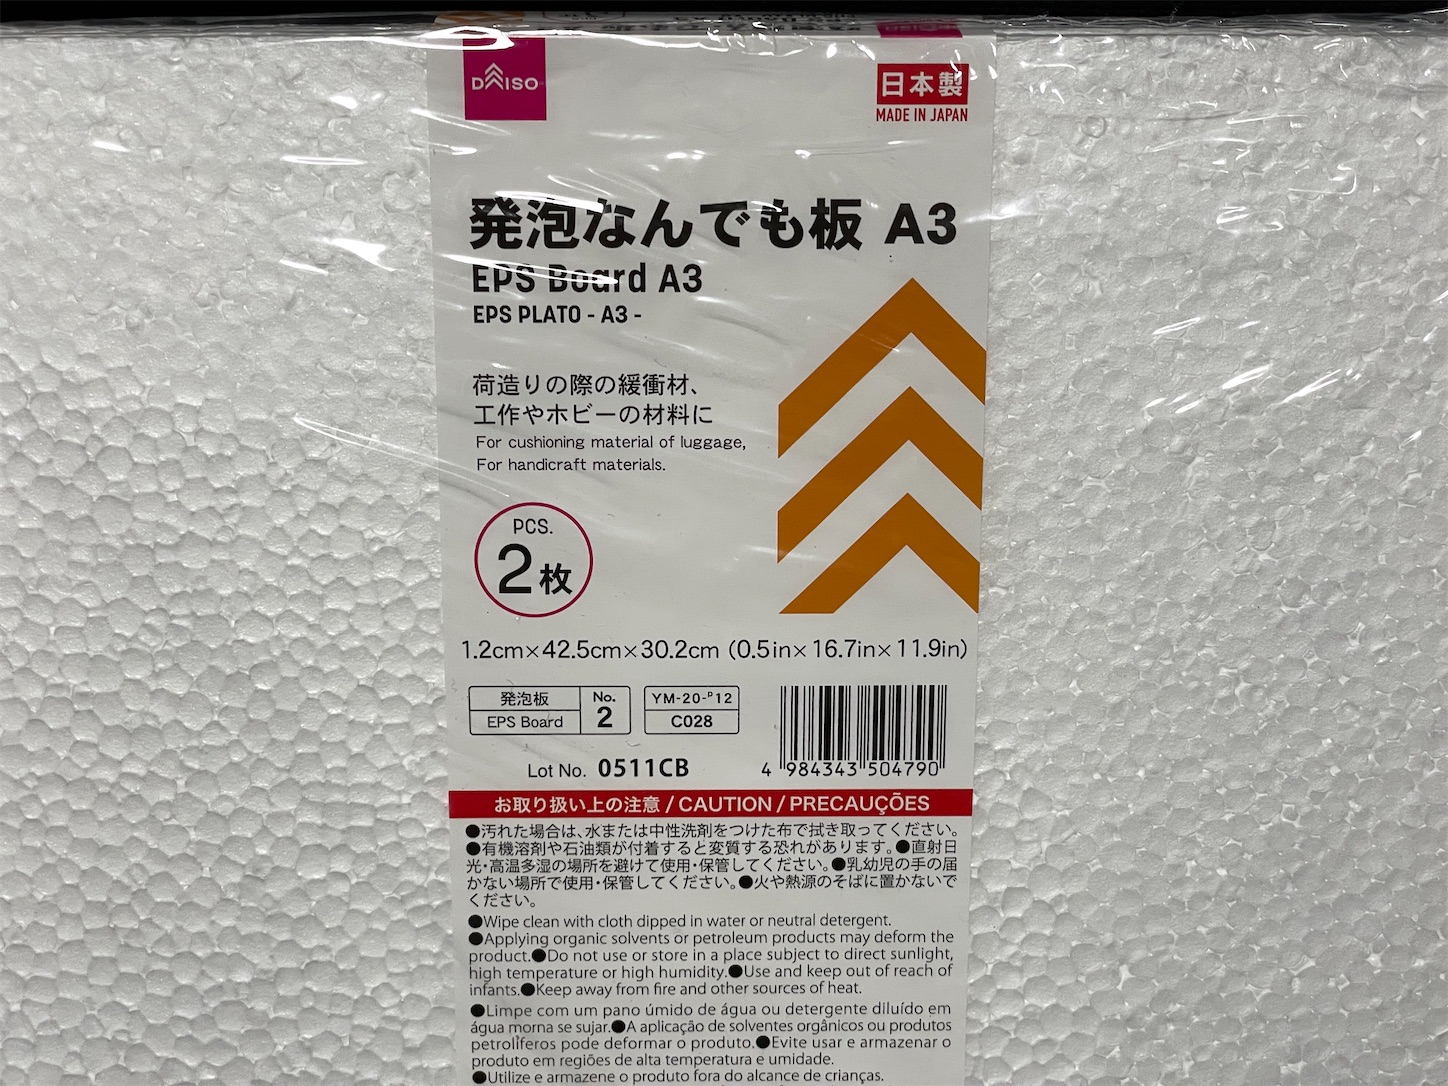 DAISO
日本製
MADE IN JAPAN
発泡なんでも板 A3
EPS Board A3
EPS PLATO - A3 -
荷造りの際の緩衝材、
工作やホビーの材料に
For cushioning material of luggage,
For handicraft materials.
PCS.
2枚
1.2cm×42.5cm×30.2cm (0.5in×16.7in×11.9in)
発泡板 No.
EPS Board 2
YM-20-P12
C028
Lot No. 0511CB
4 984343 504790
お取り扱い上の注意 / CAUTION / PRECAUÇÕES
●汚れた場合は、水または中性洗剤をつけた布で拭き取ってください。
●有機溶剤や石油類が付着すると変質する恐れがあります。●直射日
光・高温多湿の場所を避けて使用・保管してください。●乳幼児の手の届
かない場所で使用・保管してください。●火や熱源のそばに置かないで
ください。
●Wipe clean with cloth dipped in water or neutral detergent.
●Applying organic solvents or petroleum products may deform the
product.●Do not use or store in a place subject to direct sunlight,
high temperature or high humidity.●Use and keep out of reach of
infants.●Keep away from fire and other sources of heat.
●Limpe com um pano úmido de água ou detergente diluído em
água morna se sujar.●A aplicação de solventes orgânicos ou produtos
petrolíferos pode deformar o produto.●Evite usar e armazenar o
produto em regiões de alta temperatura e umidade.
●Utilize e armazene o produto fora do alcance de crianças.